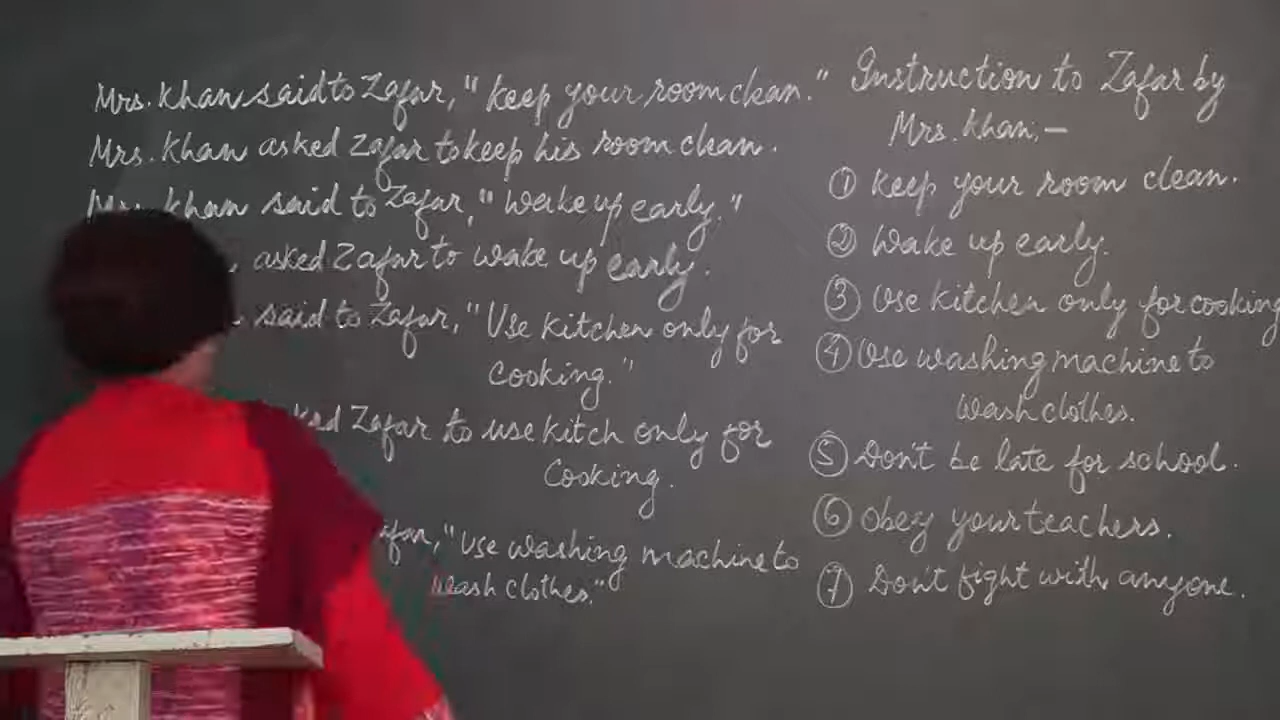 Mrs. Khan said to Zafar, " Keep your room clean. "
Mrs. Khan asked Zafar to keep his room clean.
Mrs. Khan said to Zafar, " Wake up early. "
asked Zafar to wake up early.
said to Zafar, " Use kitchen only for
cooking. "
asked Zafar to use kitch only for
Cooking.
Zafar, " Use washing machine to
wash clothes. "
Instruction to Zafar by
Mrs. Khan; —
① Keep your room clean.
② Wake up early.
③ Use kitchen only for cooking
④ Use washing machine to
wash clothes.
⑤ Don't be late for school.
⑥ Obey your teachers.
⑦ Don't fight with anyone.